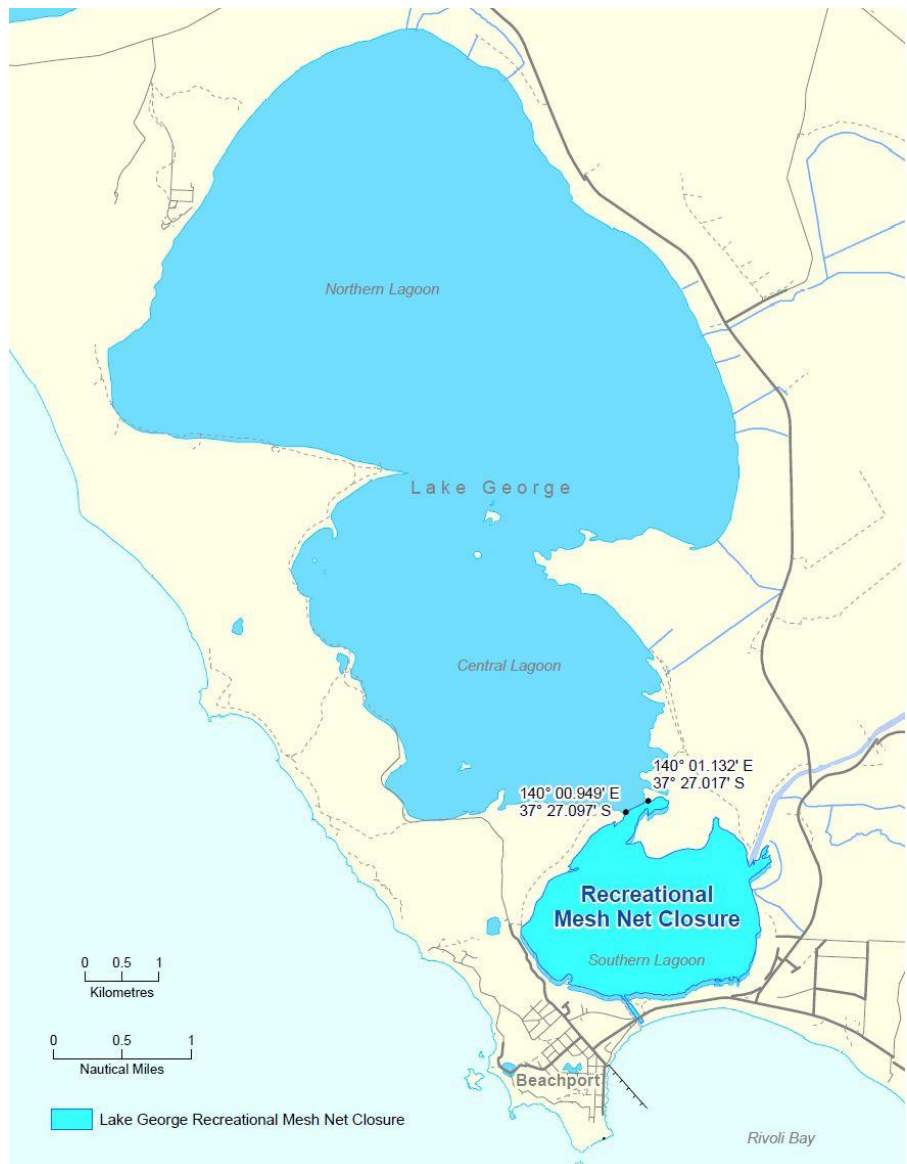 Northern Lagoon
Lake George
Central Lagoon
140° 01.132' E
37° 27.017' S
140° 00.949' E
37° 27.097' S
Recreational
Mesh Net Closure
Southern Lagoon
0 0.5 1
Kilometres
0 0.5 1
Nautical Miles
Beachport
Lake George Recreational Mesh Net Closure
Rivoli Bay